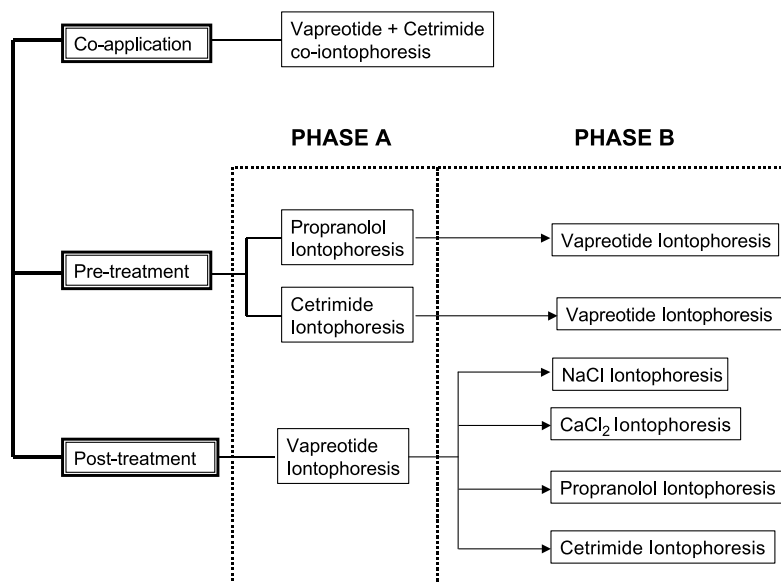 Co-application
Vapreotide + Cetrimide
co-iontophoresis
PHASE A
PHASE B
Pre-treatment
Propranolol
Iontophoresis
Vapreotide Iontophoresis
Cetrimide
Iontophoresis
Vapreotide Iontophoresis
Post-treatment
Vapreotide
Iontophoresis
NaCl Iontophoresis
CaCl₂ Iontophoresis
Propranolol Iontophoresis
Cetrimide Iontophoresis